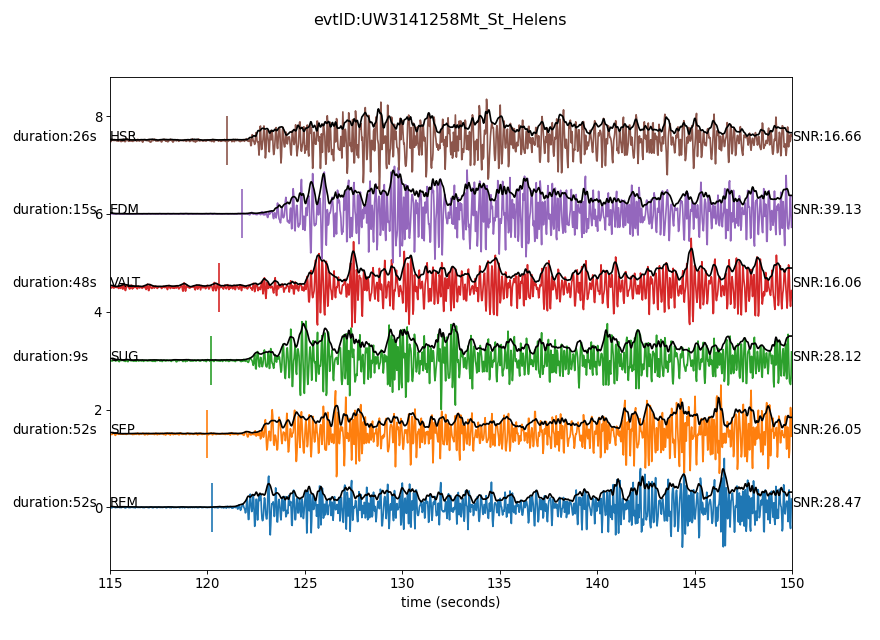 evtID:UW3141258Mt_St_Helens
8
duration:26s HSR SNR:16.66
duration:15s EDM SNR:39.13
6
duration:48s VALT SNR:16.06
4
duration:9s SUG SNR:28.12
2
duration:52s SEP SNR:26.05
duration:52s REM SNR:28.47
0
115 120 125 130 135 140 145 150
time (seconds)